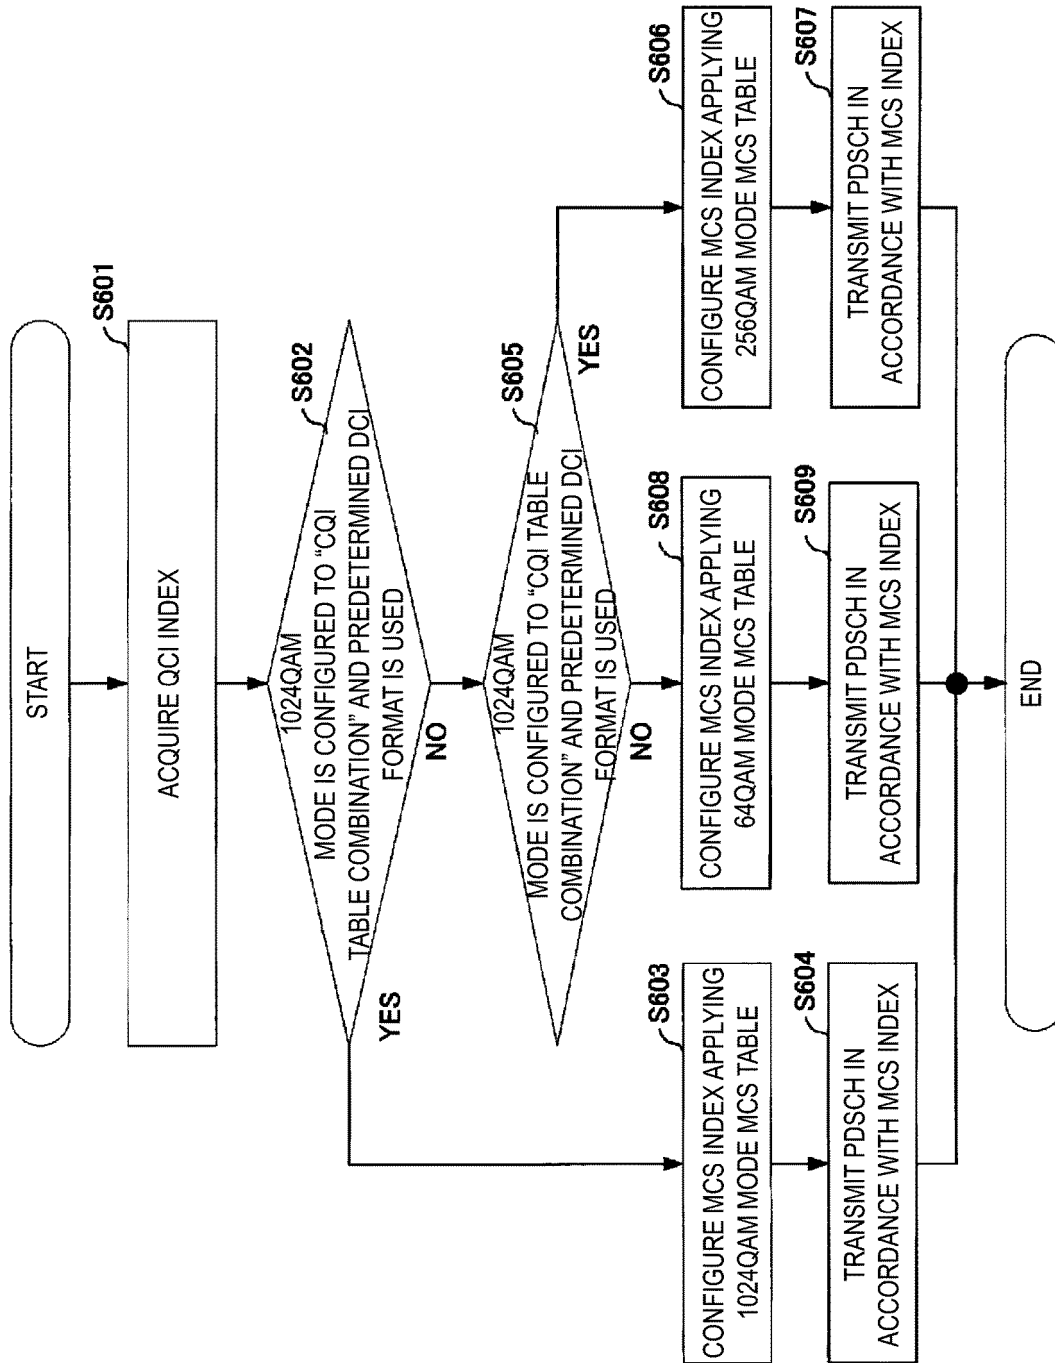 START
S601
ACQUIRE QCI INDEX
S602
1024QAM
MODE IS CONFIGURED TO “CQI
TABLE COMBINATION” AND PREDETERMINED DCI
FORMAT IS USED
YES
NO
S605
1024QAM
MODE IS CONFIGURED TO “CQI TABLE
COMBINATION” AND PREDETERMINED DCI
FORMAT IS USED
YES
NO
S603
CONFIGURE MCS INDEX APPLYING
1024QAM MODE MCS TABLE
S608
CONFIGURE MCS INDEX APPLYING
64QAM MODE MCS TABLE
S606
CONFIGURE MCS INDEX APPLYING
256QAM MODE MCS TABLE
S604
TRANSMIT PDSCH IN
ACCORDANCE WITH MCS INDEX
S609
TRANSMIT PDSCH IN
ACCORDANCE WITH MCS INDEX
S607
TRANSMIT PDSCH IN
ACCORDANCE WITH MCS INDEX
END